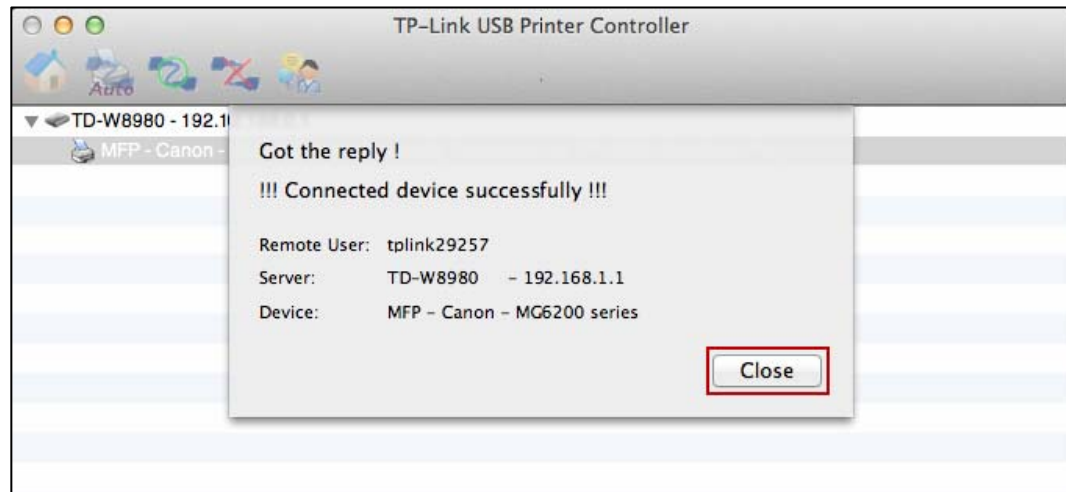 TP-Link USB Printer Controller
Auto
TD-W8980 - 192.1
MFP - Canon -
Got the reply !
!!! Connected device successfully !!!
Remote User: tplink29257
Server: TD-W8980 - 192.168.1.1
Device: MFP - Canon - MG6200 series
Close